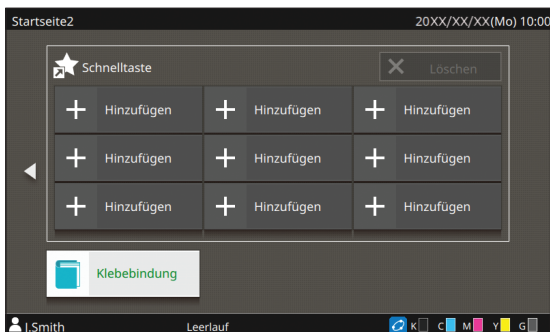 Startseite2 20XX/XX/XX(Mo) 10:00
Schnelltaste Löschen
Hinzufügen Hinzufügen Hinzufügen
Hinzufügen Hinzufügen Hinzufügen
Hinzufügen Hinzufügen Hinzufügen
Klebebindung
J.Smith Leerlauf K C M Y G